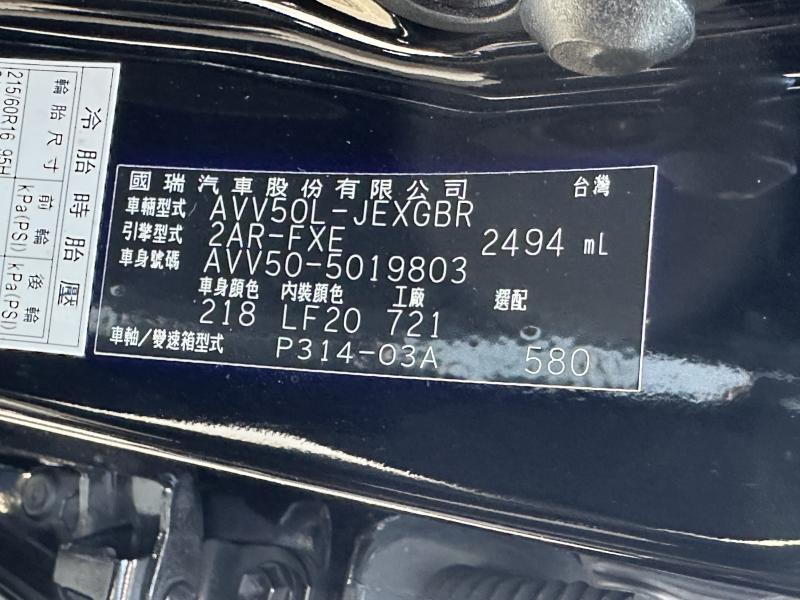 國瑞汽車股份有限公司 台灣
車輛型式 AVV50L-JEXGBR
引擎型式 2AR-FXE 2494 mL
車身號碼 AVV50-5019803
車身顏色 內裝顏色 工廠 選配
218 LF20 721
車軸/變速箱型式 P314-03A 580
冷胎時胎壓
輪胎尺寸 前輪 後輪
kPa(PSI) kPa(PSI)
215/60R16 95H